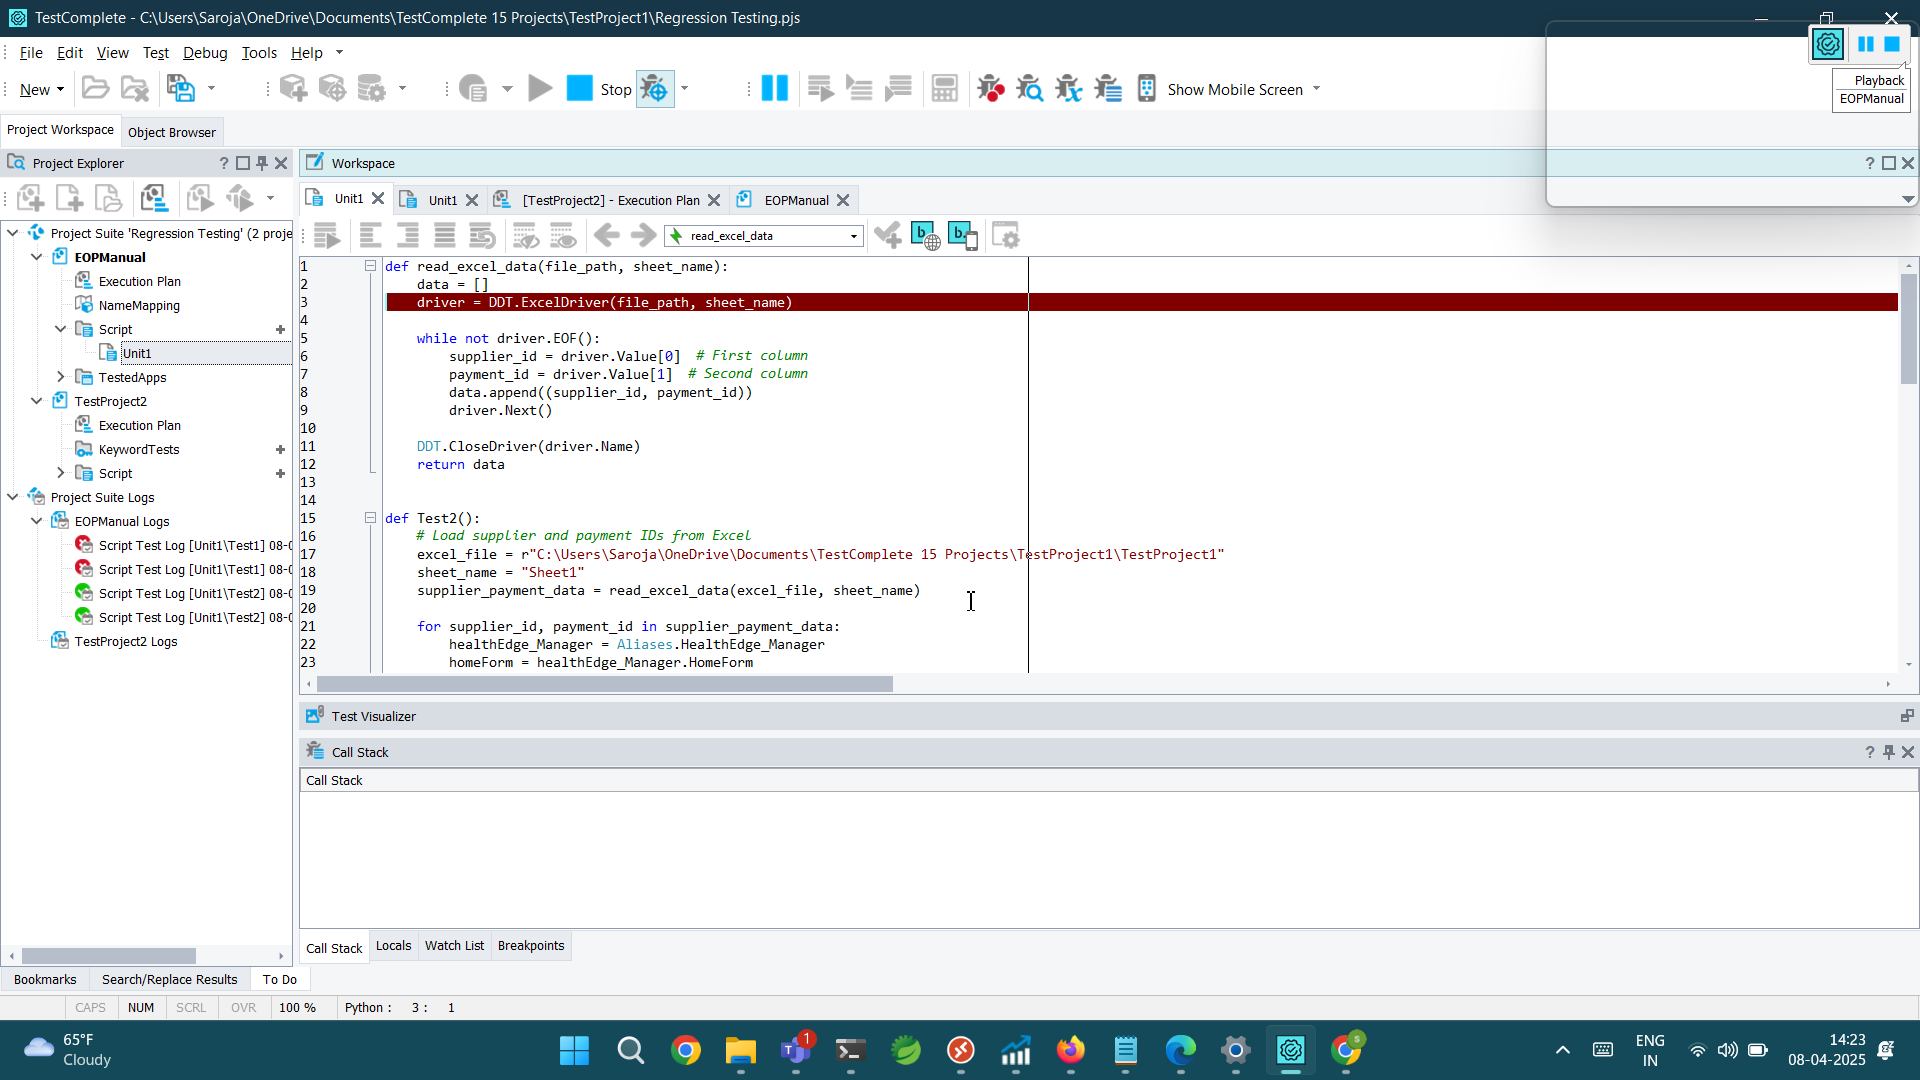 TestComplete - C:\Users\Saroja\OneDrive\Documents\TestComplete 15 Projects\TestProject1\Regression Testing.pjs
File Edit View Test Debug Tools Help
New Stop Show Mobile Screen
Playback
EOPManual
Project Workspace Object Browser
Project Explorer
Workspace
Unit1 Unit1 [TestProject2] - Execution Plan EOPManual
read_excel_data
Project Suite 'Regression Testing' (2 proje
EOPManual
Execution Plan
NameMapping
Script
Unit1
TestedApps
TestProject2
Execution Plan
KeywordTests
Script
Project Suite Logs
EOPManual Logs
Script Test Log [Unit1\Test1] 08-0
Script Test Log [Unit1\Test1] 08-0
Script Test Log [Unit1\Test2] 08-0
Script Test Log [Unit1\Test2] 08-0
TestProject2 Logs
1 def read_excel_data(file_path, sheet_name):
2 data = []
3 driver = DDT.ExcelDriver(file_path, sheet_name)
4
5 while not driver.EOF():
6 supplier_id = driver.Value[0] # First column
7 payment_id = driver.Value[1] # Second column
8 data.append((supplier_id, payment_id))
9 driver.Next()
10
11 DDT.CloseDriver(driver.Name)
12 return data
13
14
15 def Test2():
16 # Load supplier and payment IDs from Excel
17 excel_file = r"C:\Users\Saroja\OneDrive\Documents\TestComplete 15 Projects\TestProject1\TestProject1"
18 sheet_name = "Sheet1"
19 supplier_payment_data = read_excel_data(excel_file, sheet_name)
20
21 for supplier_id, payment_id in supplier_payment_data:
22 healthEdge_Manager = Aliases.HealthEdge_Manager
23 homeForm = healthEdge_Manager.HomeForm
Test Visualizer
Call Stack
Call Stack
Call Stack Locals Watch List Breakpoints
Bookmarks Search/Replace Results To Do
CAPS NUM SCRL OVR 100 % Python : 3 : 1
65°F
Cloudy
1
ENG
IN
14:23
08-04-2025